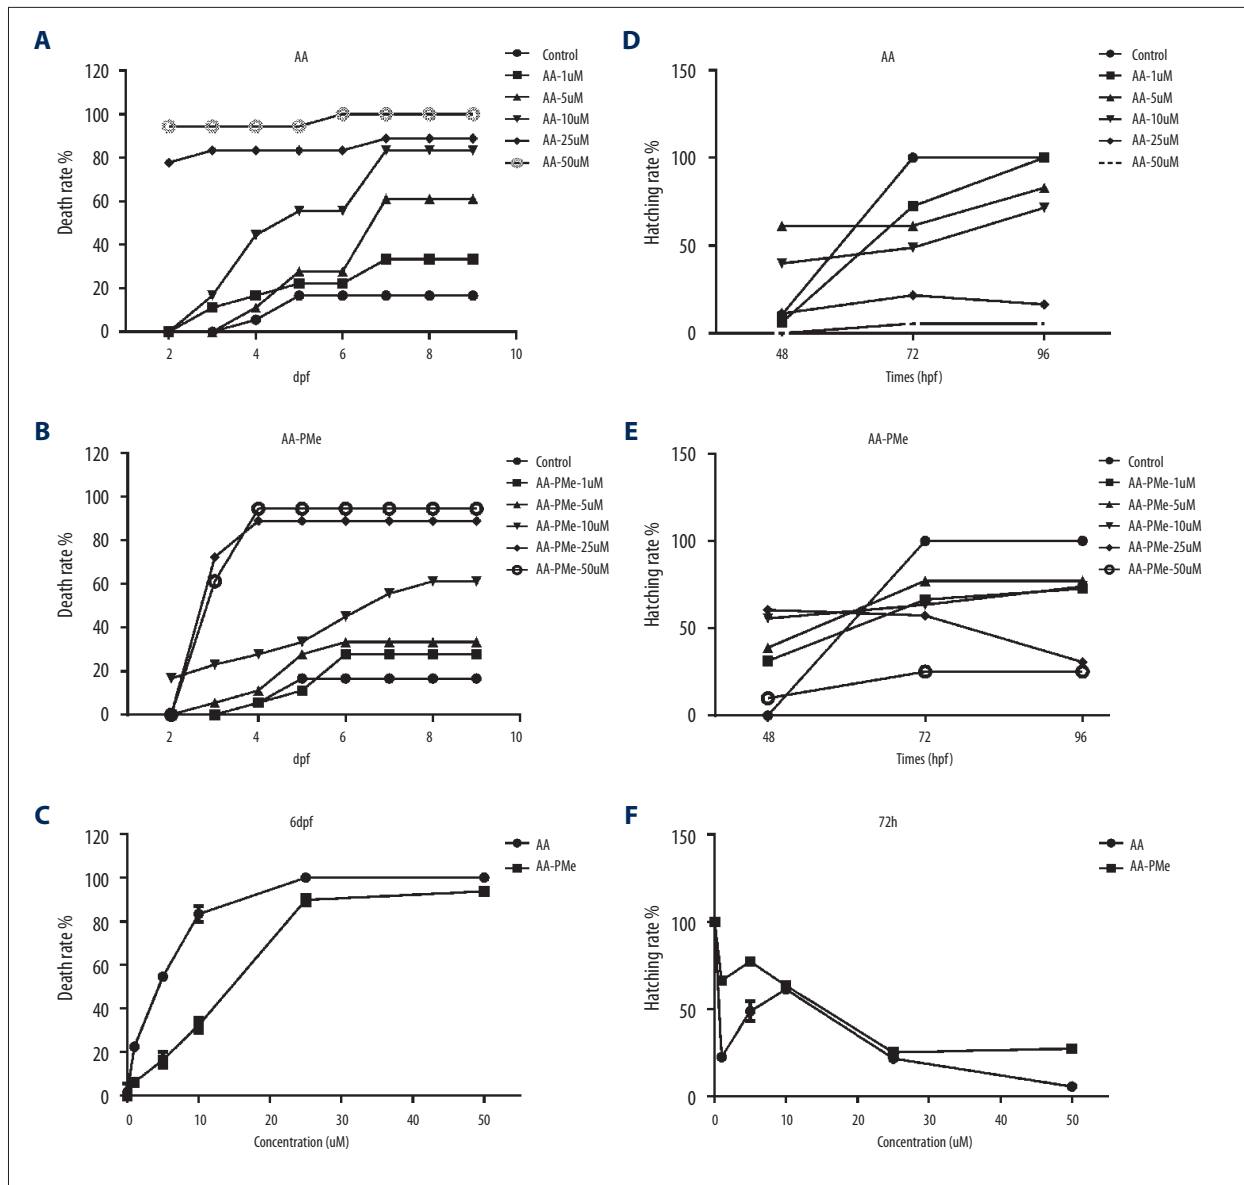 A
AA
Control
AA-1uM
AA-5uM
AA-10uM
AA-25uM
AA-50uM
Death rate %
120
100
80
60
40
20
0
2 4 6 8 10
dpf
D
AA
Control
AA-1uM
AA-5uM
AA-10uM
AA-25uM
AA-50uM
Hatching rate %
150
100
50
0
48 72 96
Times (hpf)
B
AA-PMe
Control
AA-PMe-1uM
AA-PMe-5uM
AA-PMe-10uM
AA-PMe-25uM
AA-PMe-50uM
Death rate %
120
100
80
60
40
20
0
2 4 6 8 10
dpf
E
AA-PMe
Control
AA-PMe-1uM
AA-PMe-5uM
AA-PMe-10uM
AA-PMe-25uM
AA-PMe-50uM
Hatching rate %
150
100
50
0
48 72 96
Times (hpf)
C
6dpf
AA
AA-PMe
Death rate %
120
100
80
60
40
20
0
0 10 20 30 40 50
Concentration (uM)
F
72h
AA
AA-PMe
Hatching rate %
150
100
50
0
0 10 20 30 40 50
Concentration (uM)